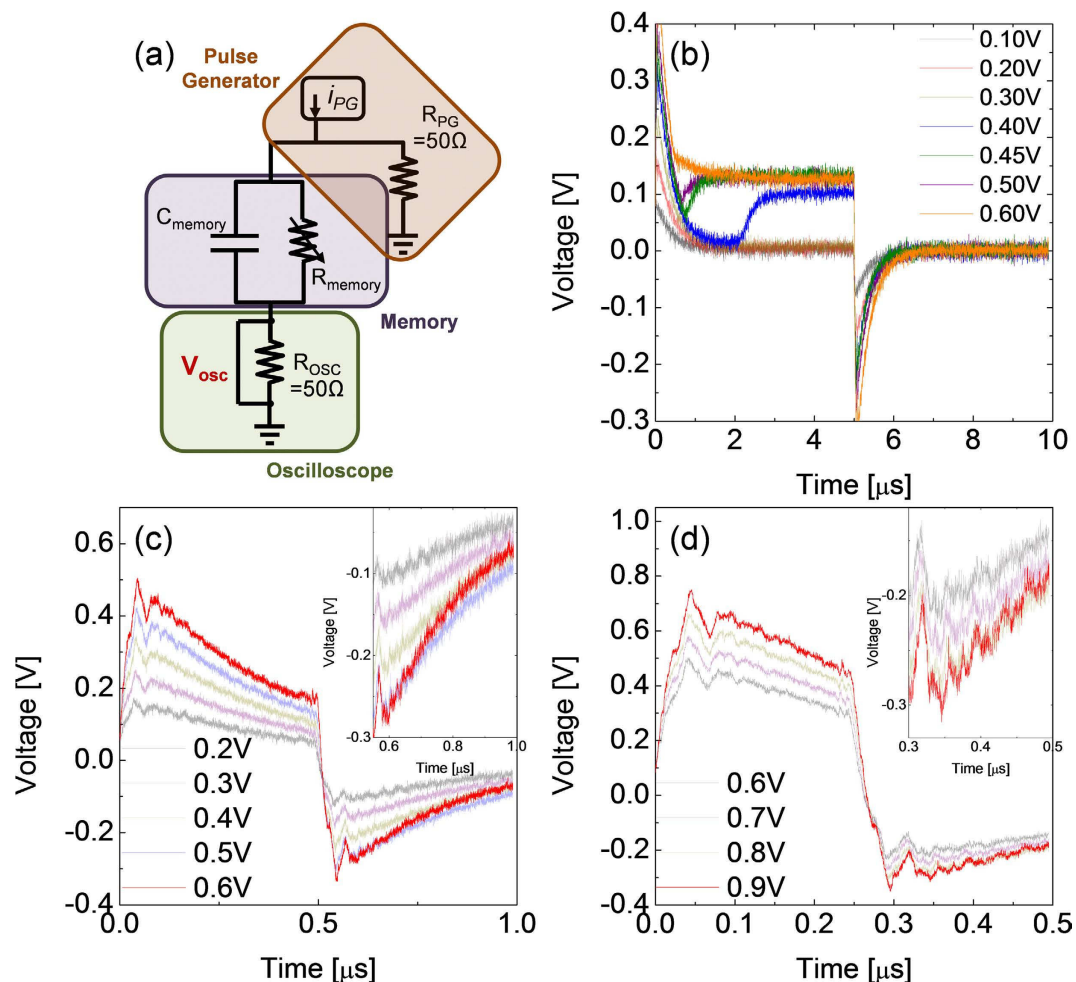 (a)
Pulse
Generator
iPG
RPG
=50Ω
Cmemory
Rmemory
Memory
Vosc
ROSC
=50Ω
Oscilloscope
(b)
0.4
0.3
0.2
0.1
0.0
-0.1
-0.2
-0.3
Voltage [V]
0.10V
0.20V
0.30V
0.40V
0.45V
0.50V
0.60V
0 2 4 6 8 10
Time [μs]
(c)
0.6
0.4
0.2
0.0
-0.2
-0.4
Voltage [V]
0.2V
0.3V
0.4V
0.5V
0.6V
-0.1
-0.2
-0.3
Voltage [V]
0.6 0.8 1.0
Time [μs]
0.0 0.5 1.0
Time [μs]
(d)
1.0
0.8
0.6
0.4
0.2
0.0
-0.2
-0.4
Voltage [V]
0.6V
0.7V
0.8V
0.9V
-0.2
-0.3
Voltage [V]
0.3 0.4 0.5
Time [μs]
0.0 0.1 0.2 0.3 0.4 0.5
Time [μs]